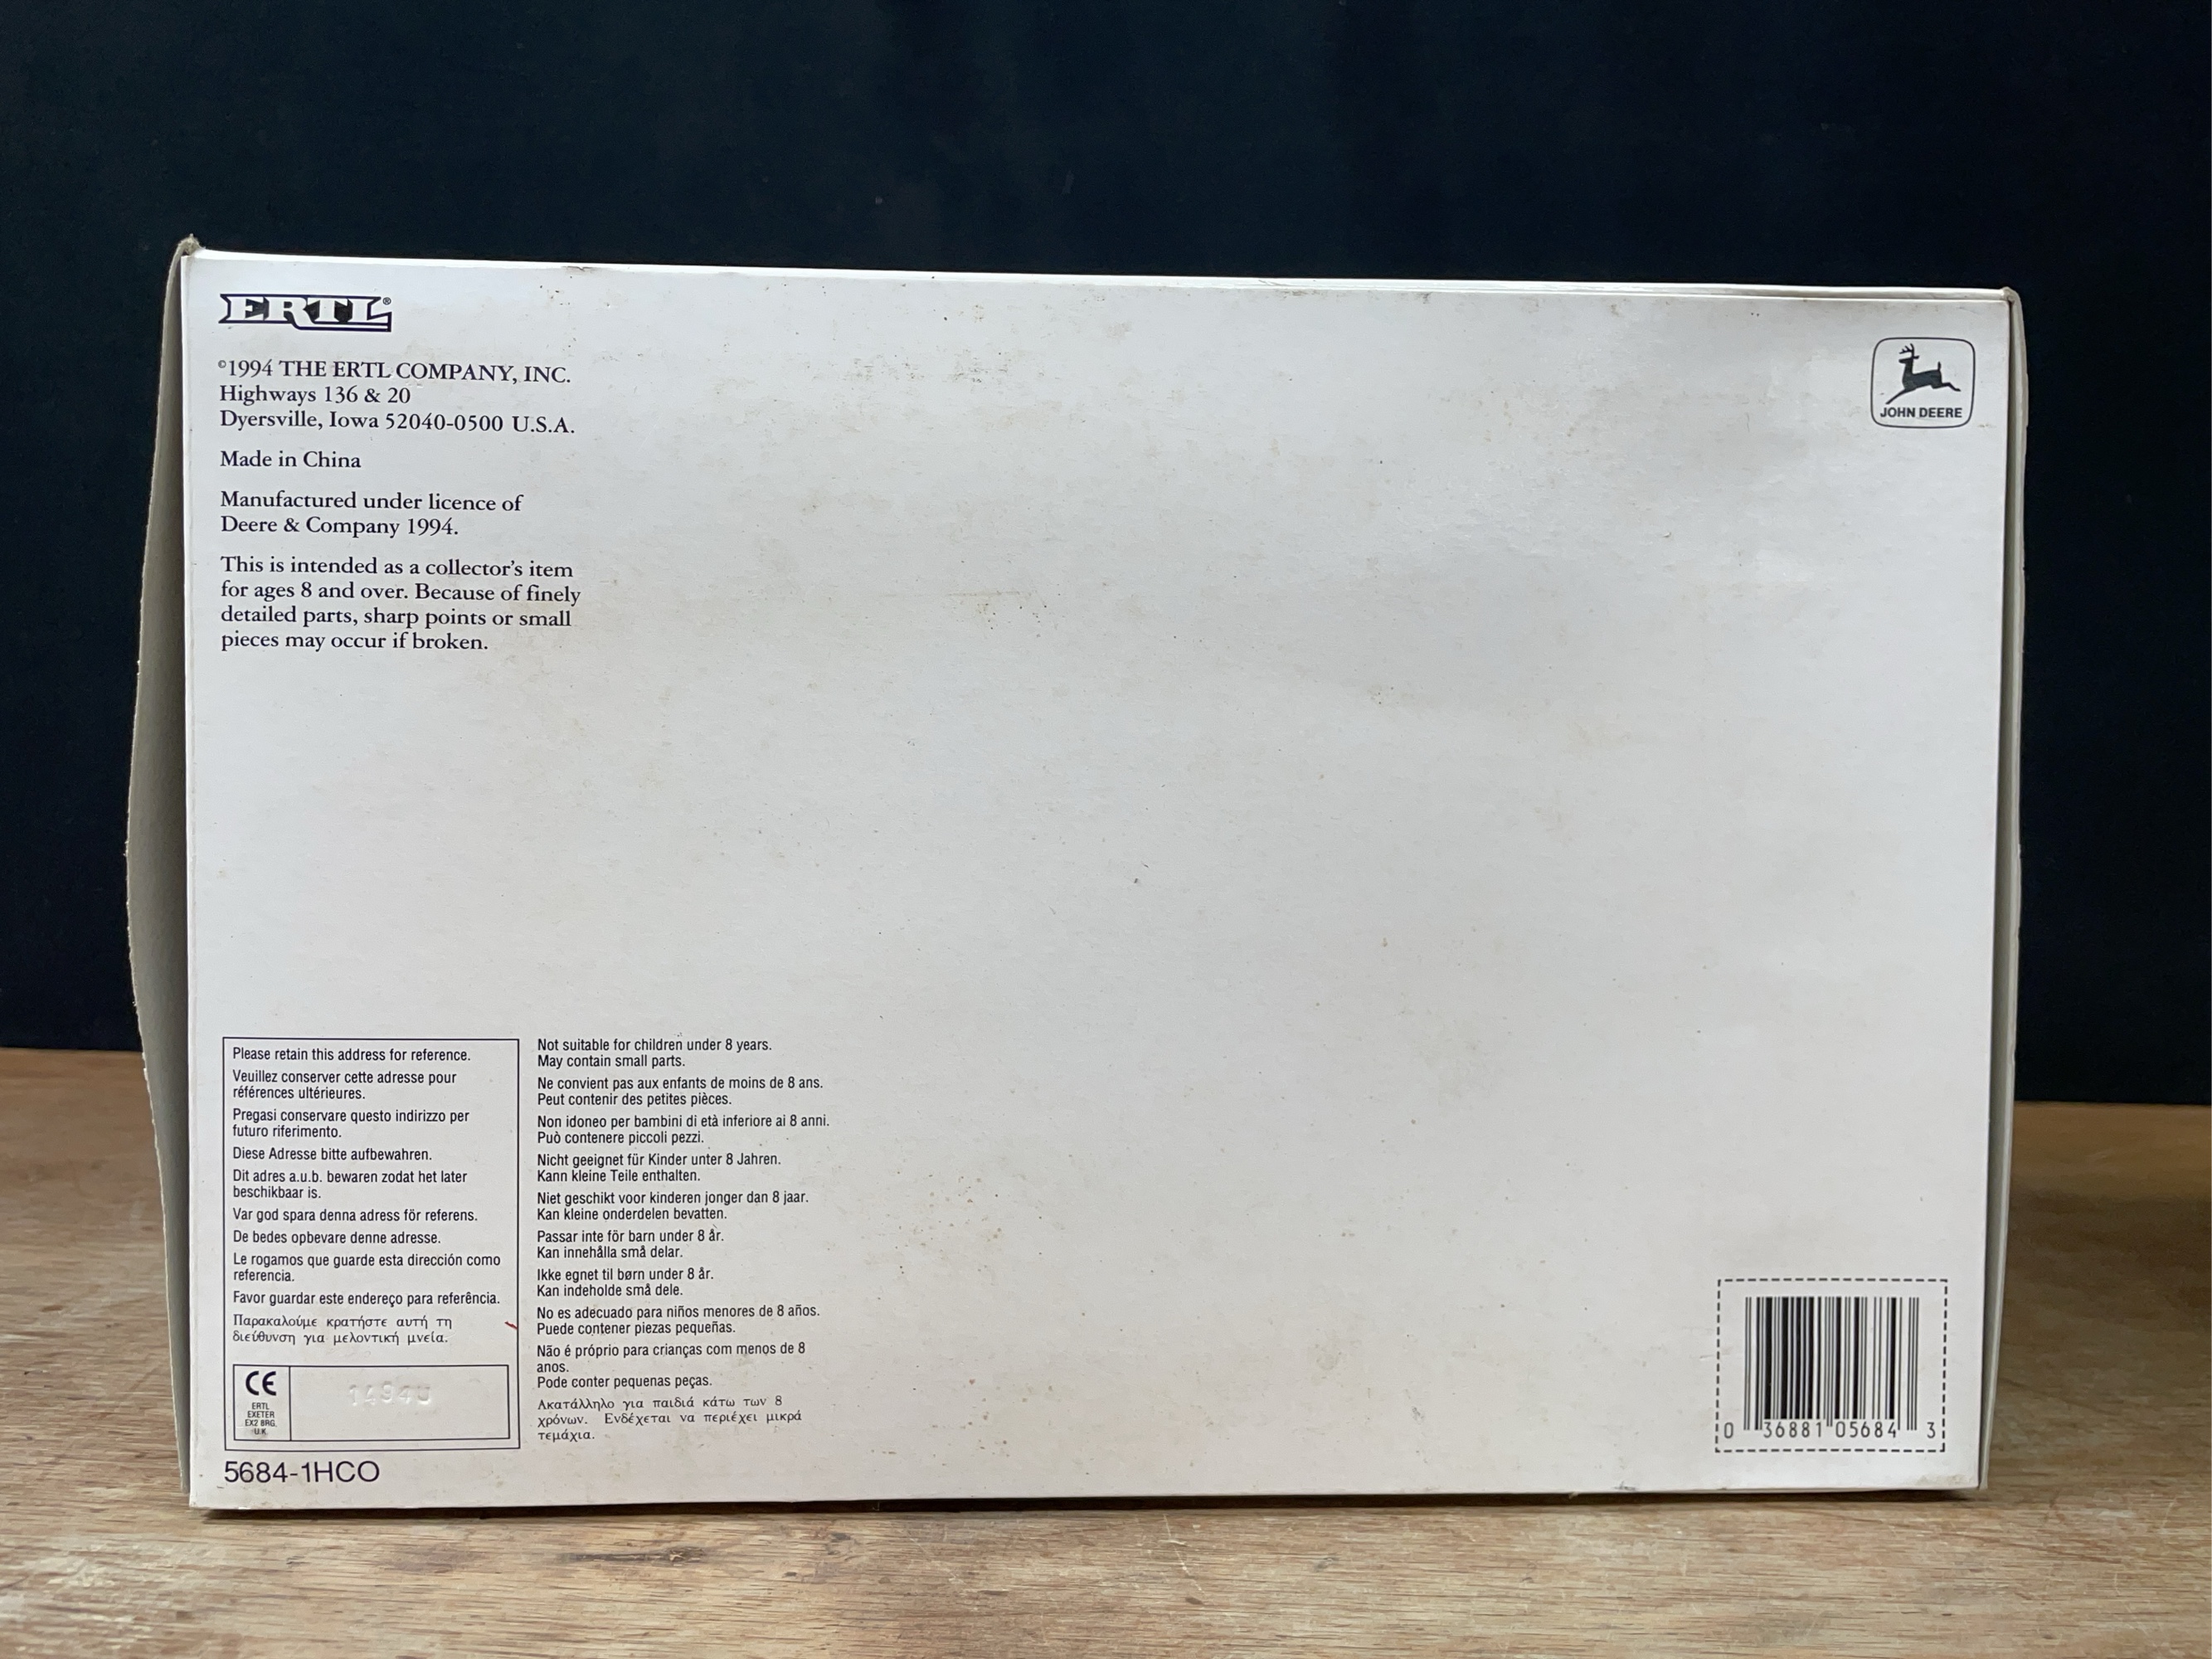 ERTL®
©1994 THE ERTL COMPANY, INC.
Highways 136 & 20
Dyersville, Iowa 52040-0500 U.S.A.
Made in China
Manufactured under licence of
Deere & Company 1994.
This is intended as a collector's item
for ages 8 and over. Because of finely
detailed parts, sharp points or small
pieces may occur if broken.
JOHN DEERE
Please retain this address for reference.
Veuillez conserver cette adresse pour
références ultérieures.
Pregasi conservare questo indirizzo per
futuro riferimento.
Diese Adresse bitte aufbewahren.
Dit adres a.u.b. bewaren zodat het later
beschikbaar is.
Var god spara denna adress för referens.
De bedes opbevare denne adresse.
Le rogamos que guarde esta dirección como
referencia.
Favor guardar este endereço para referência.
Παρακαλούμε κρατήστε αυτή τη
διεύθυνση για μελοντική μνεία.
CE
ERTL
EXETER
EX2 8RG.
U.K.
Not suitable for children under 8 years.
May contain small parts.
Ne convient pas aux enfants de moins de 8 ans.
Peut contenir des petites pièces.
Non idoneo per bambini di età inferiore ai 8 anni.
Può contenere piccoli pezzi.
Nicht geeignet für Kinder unter 8 Jahren.
Kann kleine Teile enthalten.
Niet geschikt voor kinderen jonger dan 8 jaar.
Kan kleine onderdelen bevatten.
Passar inte för barn under 8 år.
Kan innehålla små delar.
Ikke egnet til børn under 8 år.
Kan indeholde små dele.
No es adecuado para niños menores de 8 años.
Puede contener piezas pequeñas.
Não é próprio para crianças com menos de 8
anos.
Pode conter pequenas peças.
Ακατάλληλο για παιδιά κάτω των 8
χρόνων. Ενδέχεται να περιέχει μικρά
τεμάχια.
5684-1HCO
0 36881 05684 3